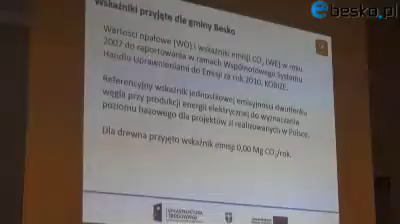 ebesko.pl
Wskaźniki przyjęte dla gminy Besko
Wartości opałowe (WO) i wskaźniki emisji CO₂ (WE) w roku
2007 do raportowania w ramach Wspólnotowego Systemu
Handlu Uprawnieniami do Emisji za rok 2010, KOBIZE.
Referencyjny wskaźnik jednostkowej emisyjności dwutlenku
węgla przy produkcji energii elektrycznej do wyznaczania
poziomu bazowego dla projektów JI realizowanych w Polsce.
Dla drewna przyjęto wskaźnik emisji 0,00 Mg CO₂/rok.
INFRASTRUKTURA
I ŚRODOWISKO